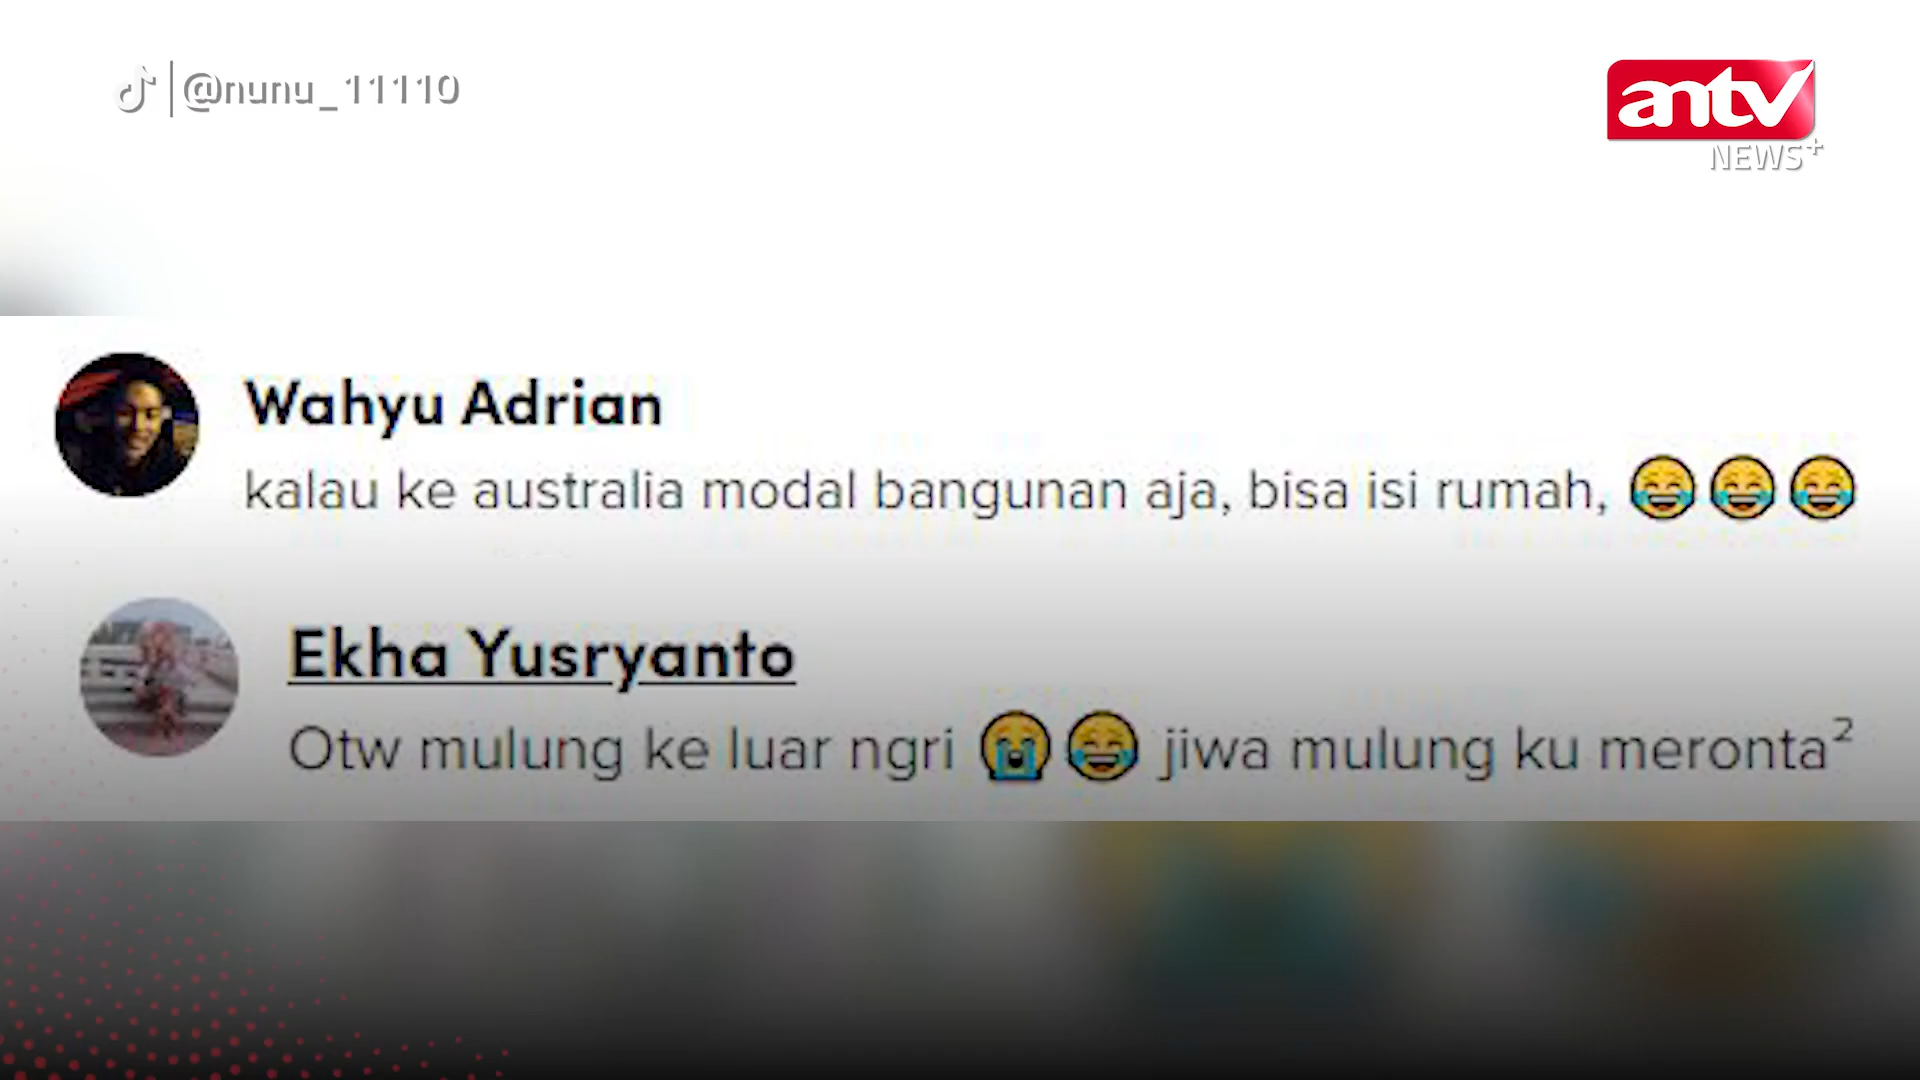 @nunu_11110
antv
NEWS+
Wahyu Adrian
kalau ke australia modal bangunan aja, bisa isi rumah, 😂😂😂
Ekha Yusryanto
Otw mulung ke luar ngri 😭😂 jiwa mulung ku meronta²